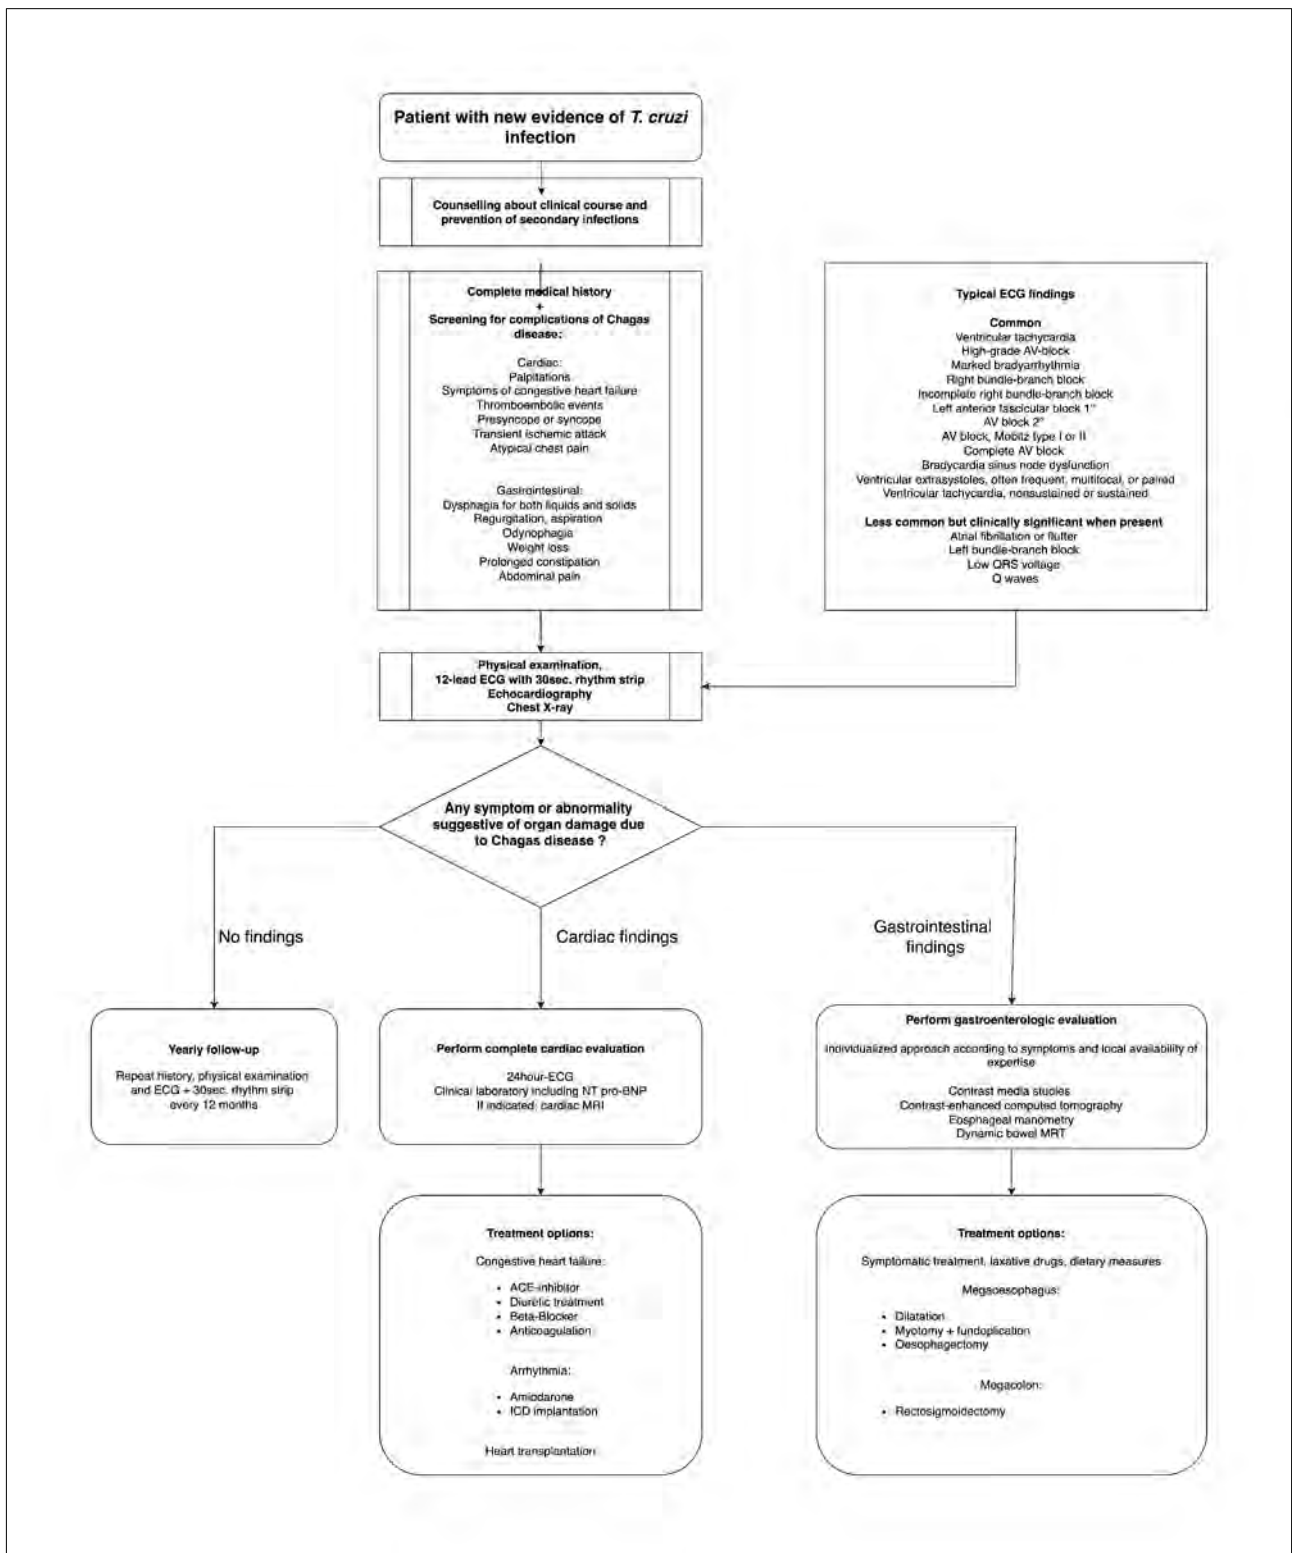 Patient with new evidence of T. cruzi
infection
Counselling about clinical course and
prevention of secondary infections
Complete medical history
+
Screening for complications of Chagas
disease:
Cardiac:
Palpitations
Symptoms of congestive heart failure
Thromboembolic events
Presyncope or syncope
Transient ischemic attack
Atypical chest pain
Gastrointestinal:
Dysphagia for both liquids and solids
Regurgitation, aspiration
Odynophagia
Weight loss
Prolonged constipation
Abdominal pain
Typical ECG findings
Common
Ventricular tachycardia
High-grade AV-block
Marked bradyarrhythmia
Right bundle-branch block
Incomplete right bundle-branch block
Left anterior fascicular block 1°
AV block 2°
AV block, Mobitz type I or II
Complete AV block
Bradycardia sinus node dysfunction
Ventricular extrasystoles, often frequent, multifocal, or paired
Ventricular tachycardia, nonsustained or sustained
Less common but clinically significant when present
Atrial fibrillation or flutter
Left bundle-branch block
Low QRS voltage
Q waves
Physical examination,
12-lead ECG with 30sec. rhythm strip
Echocardiography
Chest X-ray
Any symptom or abnormality
suggestive of organ damage due
to Chagas disease ?
No findings
Cardiac findings
Gastrointestinal
findings
Yearly follow-up
Repeat history, physical examination
and ECG + 30sec. rhythm strip
every 12 months
Perform complete cardiac evaluation
24hour-ECG
Clinical laboratory including NT pro-BNP
If indicated: cardiac MRI
Perform gastroenterologic evaluation
Individualized approach according to symptoms and local availability of
expertise
Contrast media studies
Contrast-enhanced computed tomography
Eosphageal manometry
Dynamic bowel MRT
Treatment options:
Congestive heart failure:
• ACE-inhibitor
• Diuretic treatment
• Beta-Blocker
• Anticoagulation
Arrhythmia:
• Amiodarone
• ICD implantation
Heart transplantation
Treatment options:
Symptomatic treatment, laxative drugs, dietary measures
Megaoesophagus:
• Dilatation
• Myotomy + fundoplication
• Oesophagectomy
Megacolon:
• Rectosigmoidectomy